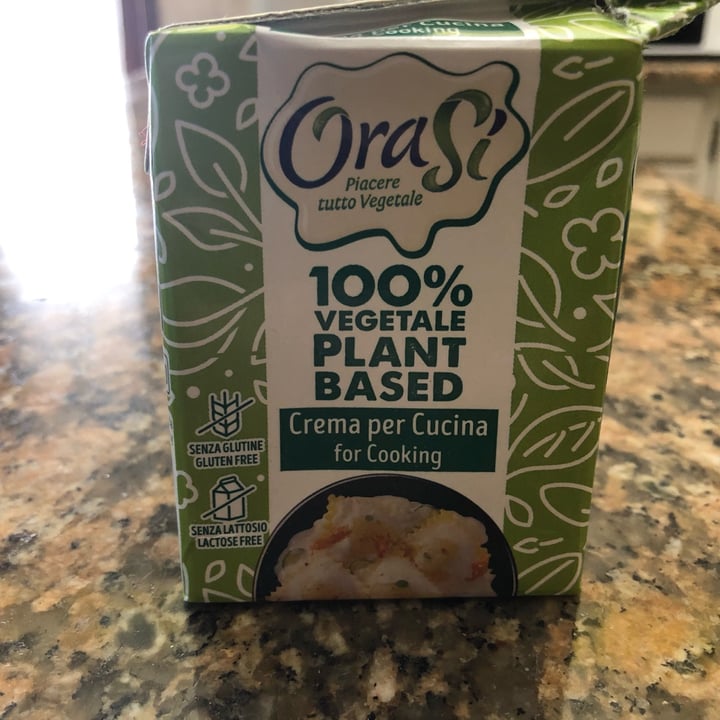 per Cucina
Cooking
OraSì
Piacere
tutto Vegetale
100%
VEGETALE
PLANT
BASED
Crema per Cucina
for Cooking
SENZA GLUTINE
GLUTEN FREE
SENZA LATTOSIO
LACTOSE FREE